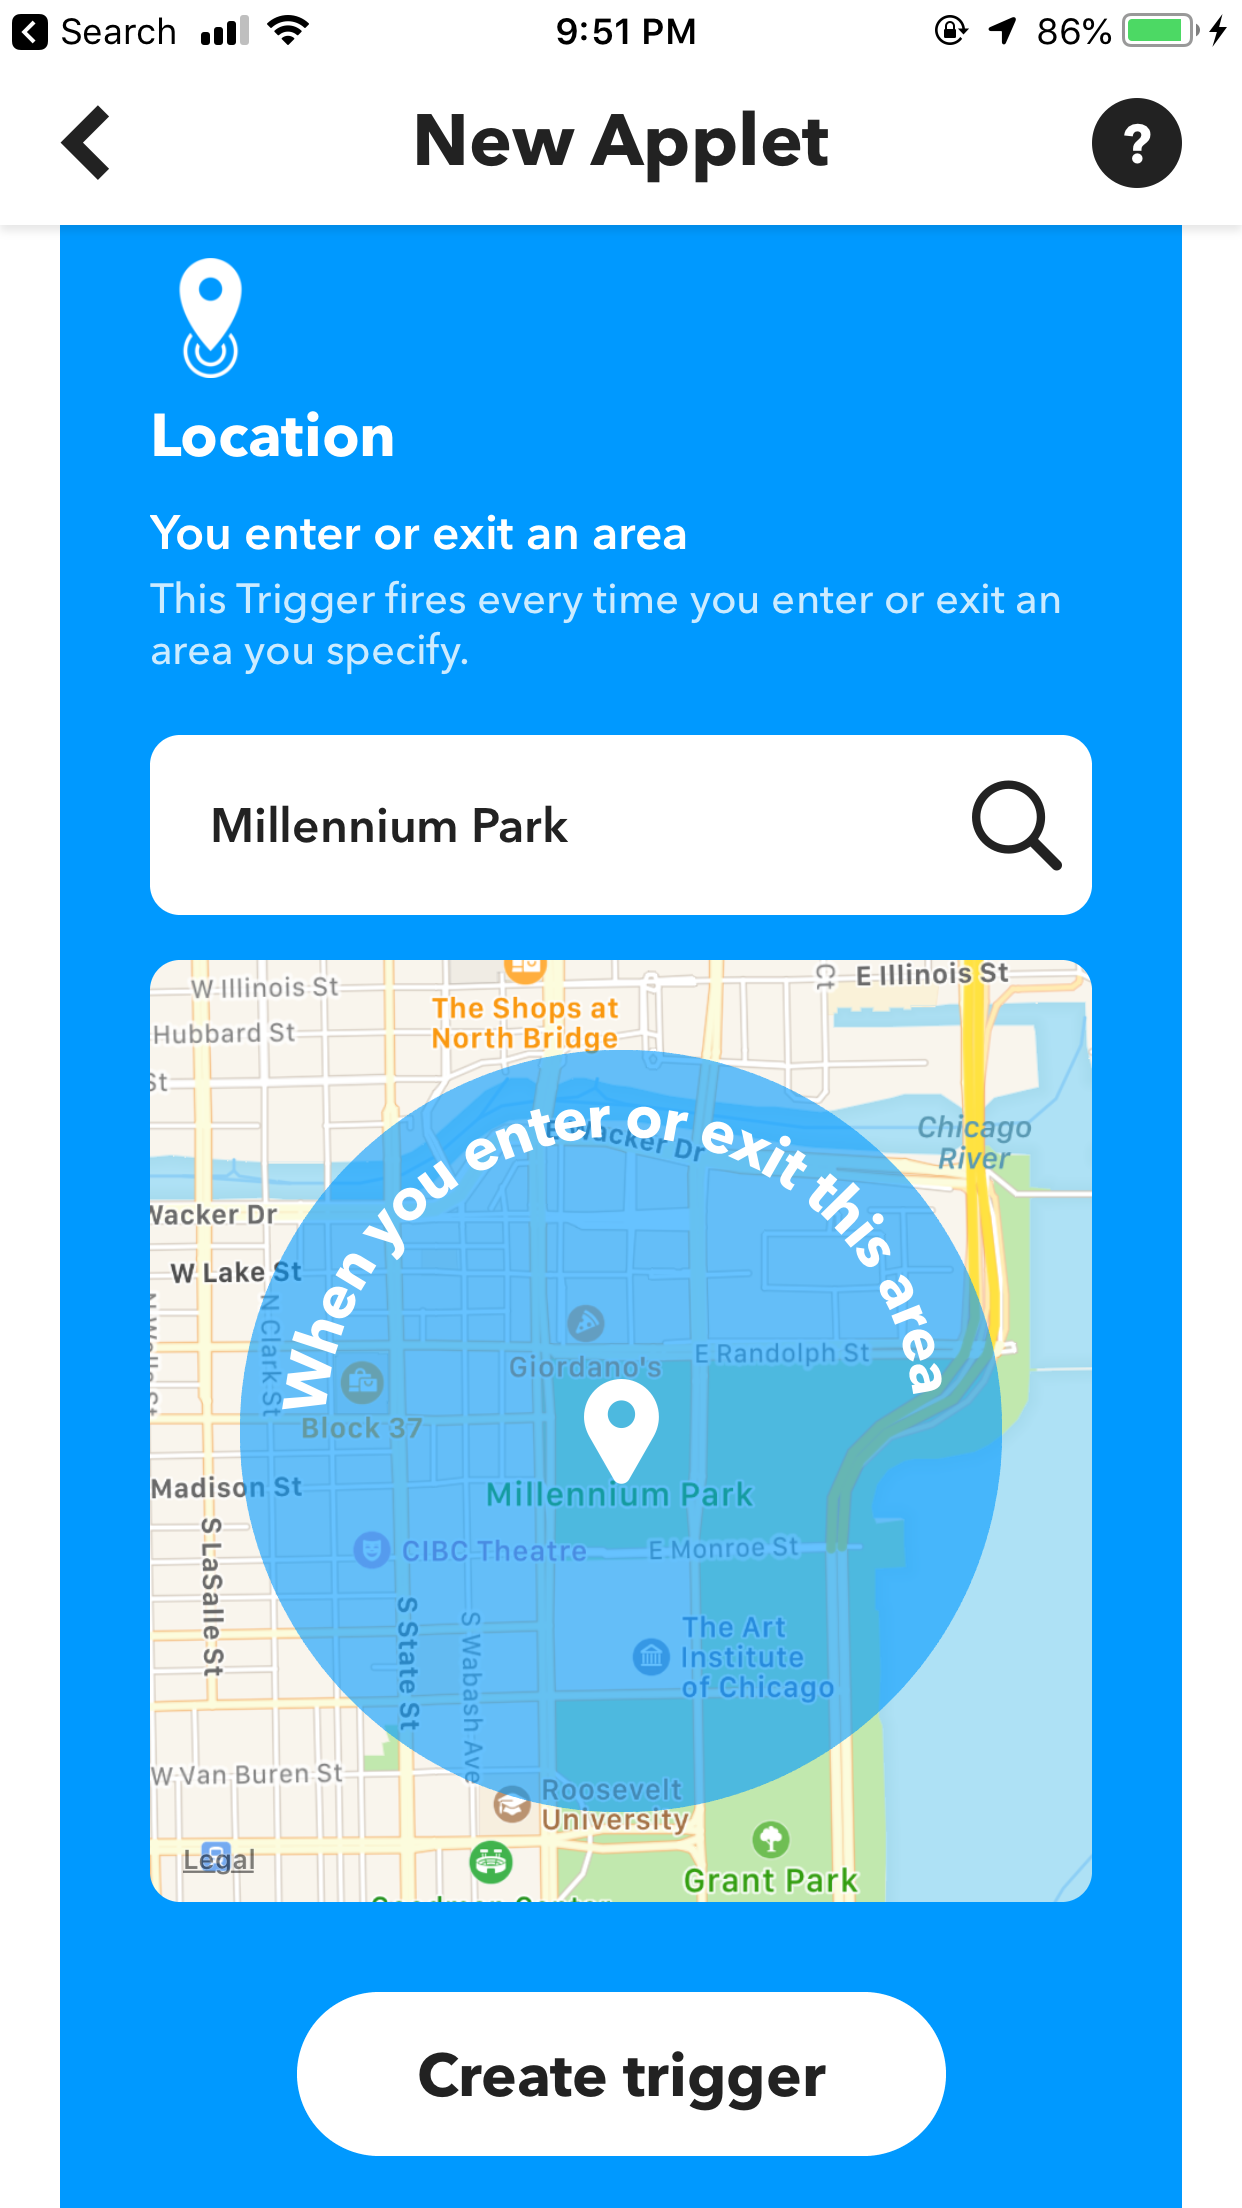 Search
9:51 PM
86%
New Applet
?
Location
You enter or exit an area
This Trigger fires every time you enter or exit an
area you specify.
Millennium Park
W Illinois St
E Illinois St
Ct
The Shops at
North Bridge
Hubbard St
St
When you enter or exit this area
E Wacker Dr
Chicago
River
Wacker Dr
W Lake St
N Clark St
Giordano's
E Randolph St
Block 37
Millennium Park
Madison St
CIBC Theatre
E Monroe St
S LaSalle St
S State St
S Wabash Ave
The Art
Institute
of Chicago
W Van Buren St
Roosevelt
University
Legal
Grant Park
Create trigger